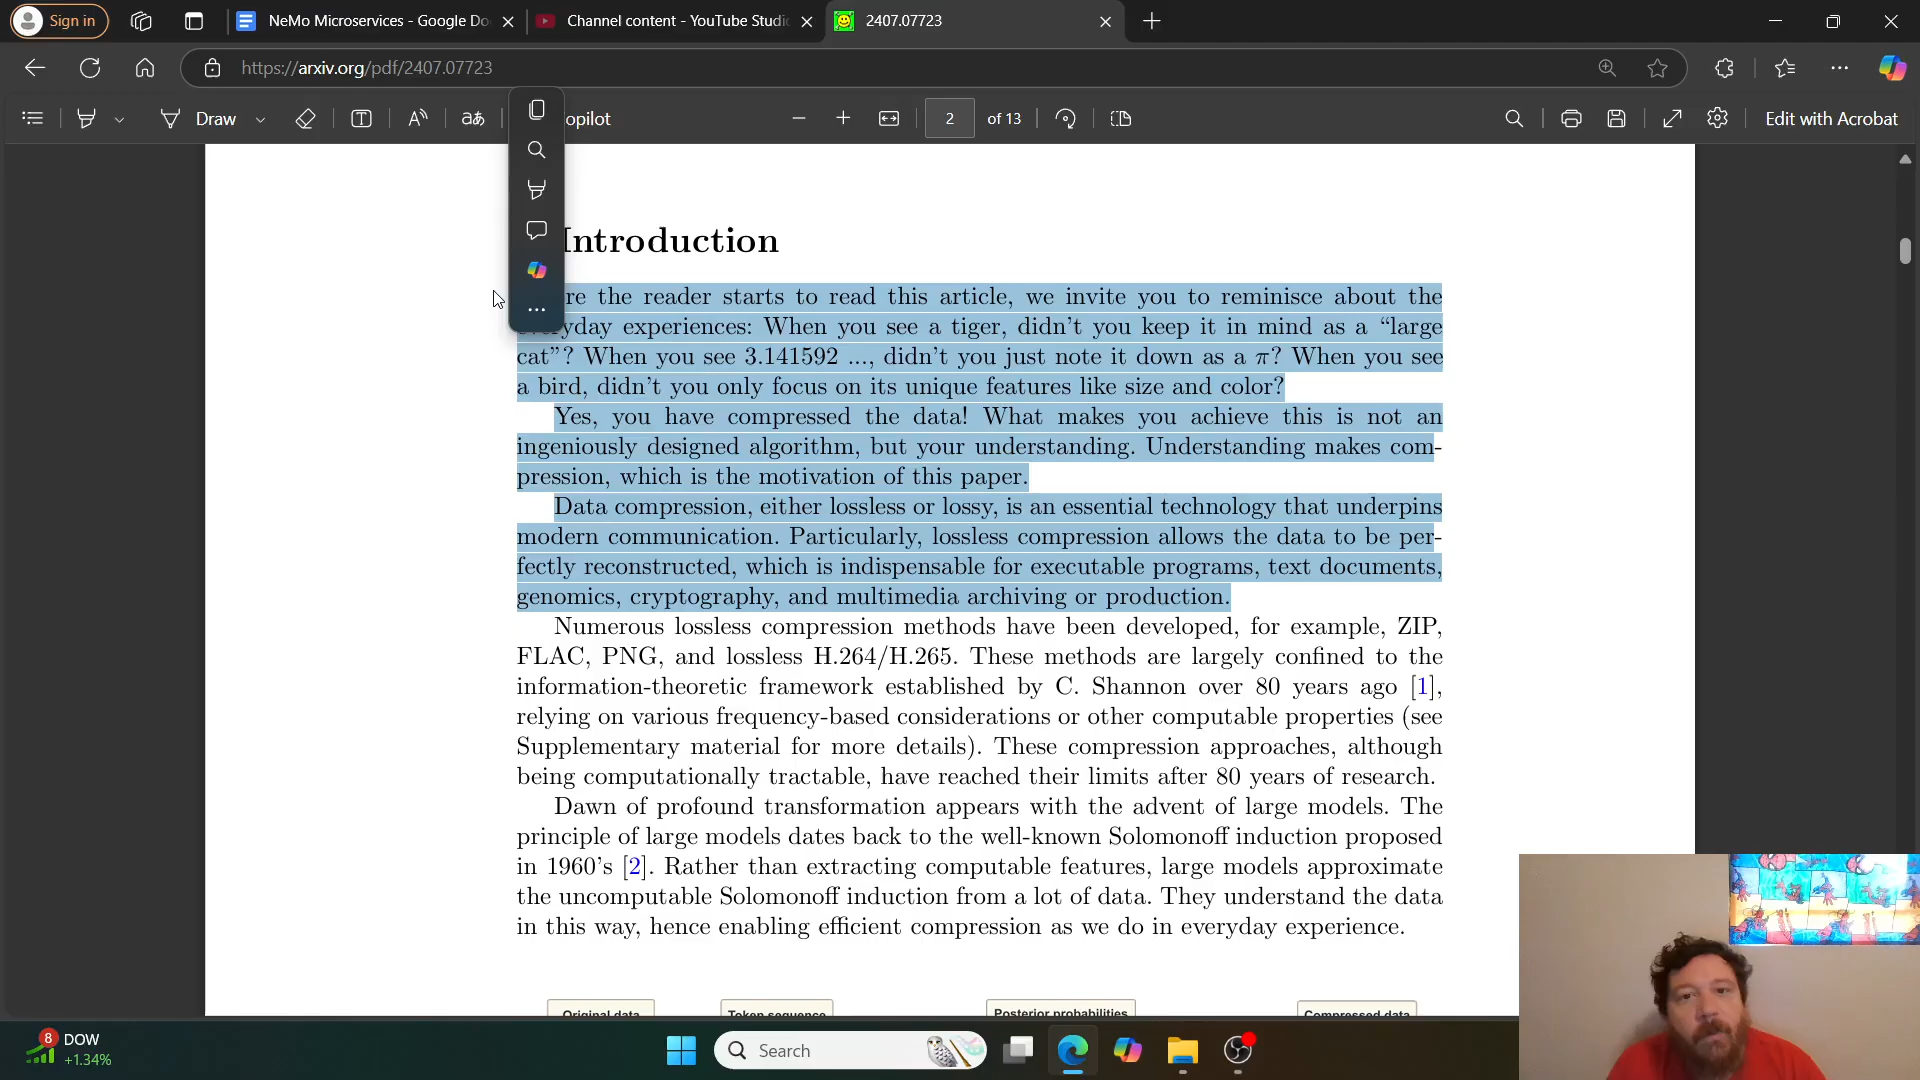 Sign in
NeMo Microservices - Google Do
Channel content - YouTube Studi
2407.07723
https://arxiv.org/pdf/2407.07723
Draw
aあ
opilot
2
of 13
Edit with Acrobat
Introduction
re the reader starts to read this article, we invite you to reminisce about the
yday experiences: When you see a tiger, didn't you keep it in mind as a “large
cat”? When you see 3.141592 ..., didn't you just note it down as a π? When you see
a bird, didn't you only focus on its unique features like size and color?
Yes, you have compressed the data! What makes you achieve this is not an
ingeniously designed algorithm, but your understanding. Understanding makes com-
pression, which is the motivation of this paper.
Data compression, either lossless or lossy, is an essential technology that underpins
modern communication. Particularly, lossless compression allows the data to be per-
fectly reconstructed, which is indispensable for executable programs, text documents,
genomics, cryptography, and multimedia archiving or production.
Numerous lossless compression methods have been developed, for example, ZIP,
FLAC, PNG, and lossless H.264/H.265. These methods are largely confined to the
information-theoretic framework established by C. Shannon over 80 years ago [1],
relying on various frequency-based considerations or other computable properties (see
Supplementary material for more details). These compression approaches, although
being computationally tractable, have reached their limits after 80 years of research.
Dawn of profound transformation appears with the advent of large models. The
principle of large models dates back to the well-known Solomonoff induction proposed
in 1960's [2]. Rather than extracting computable features, large models approximate
the uncomputable Solomonoff induction from a lot of data. They understand the data
in this way, hence enabling efficient compression as we do in everyday experience.
Original data
Token sequence
Posterior probabilities
Compressed data
8
DOW
+1.34%
Search